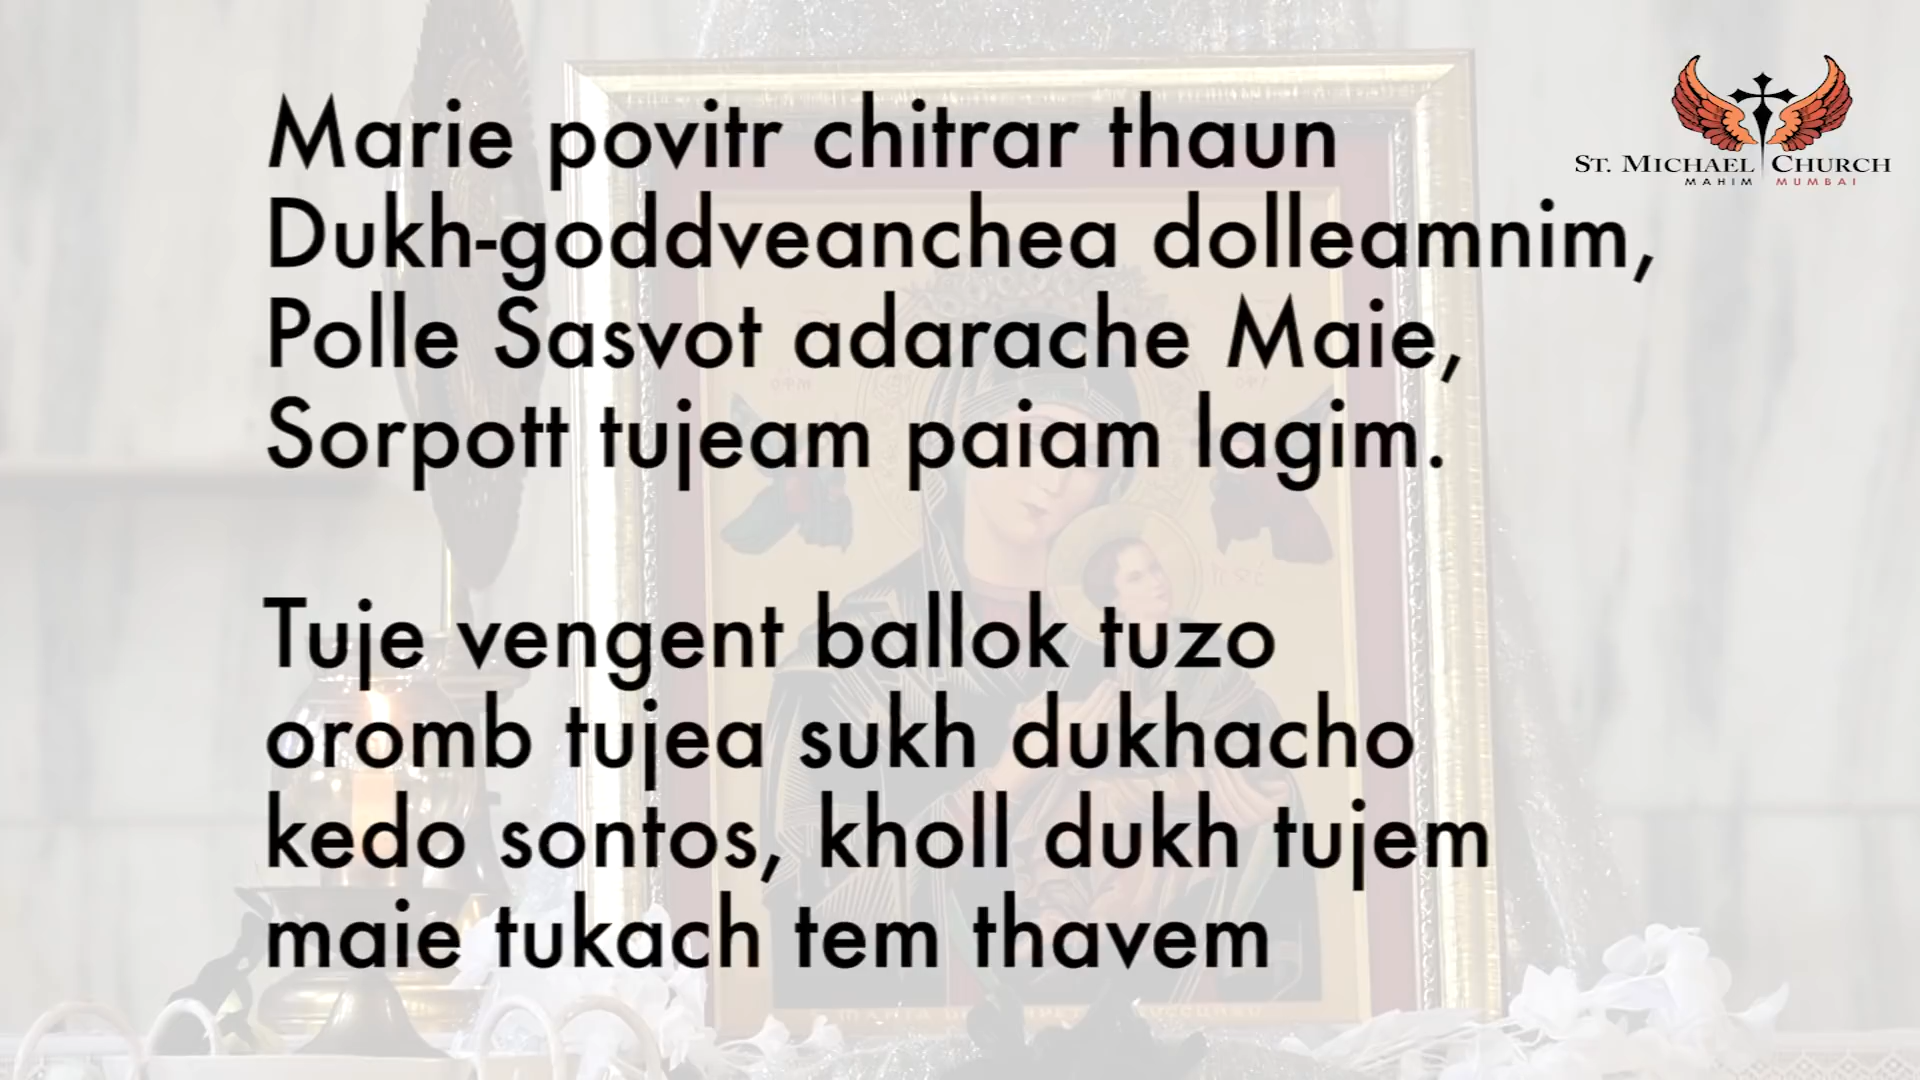 Marie povitr chitrar thaun
Dukh-goddveanchea dolleamnim,
Polle Sasvot adarache Maie,
Sorpott tujeam paiam lagim.
Tuje vengent ballok tuzo
oromb tujea sukh dukhacho
kedo sontos, kholl dukh tujem
maie tukach tem thavem
ST. MICHAEL CHURCH
MAHIM MUMBAI